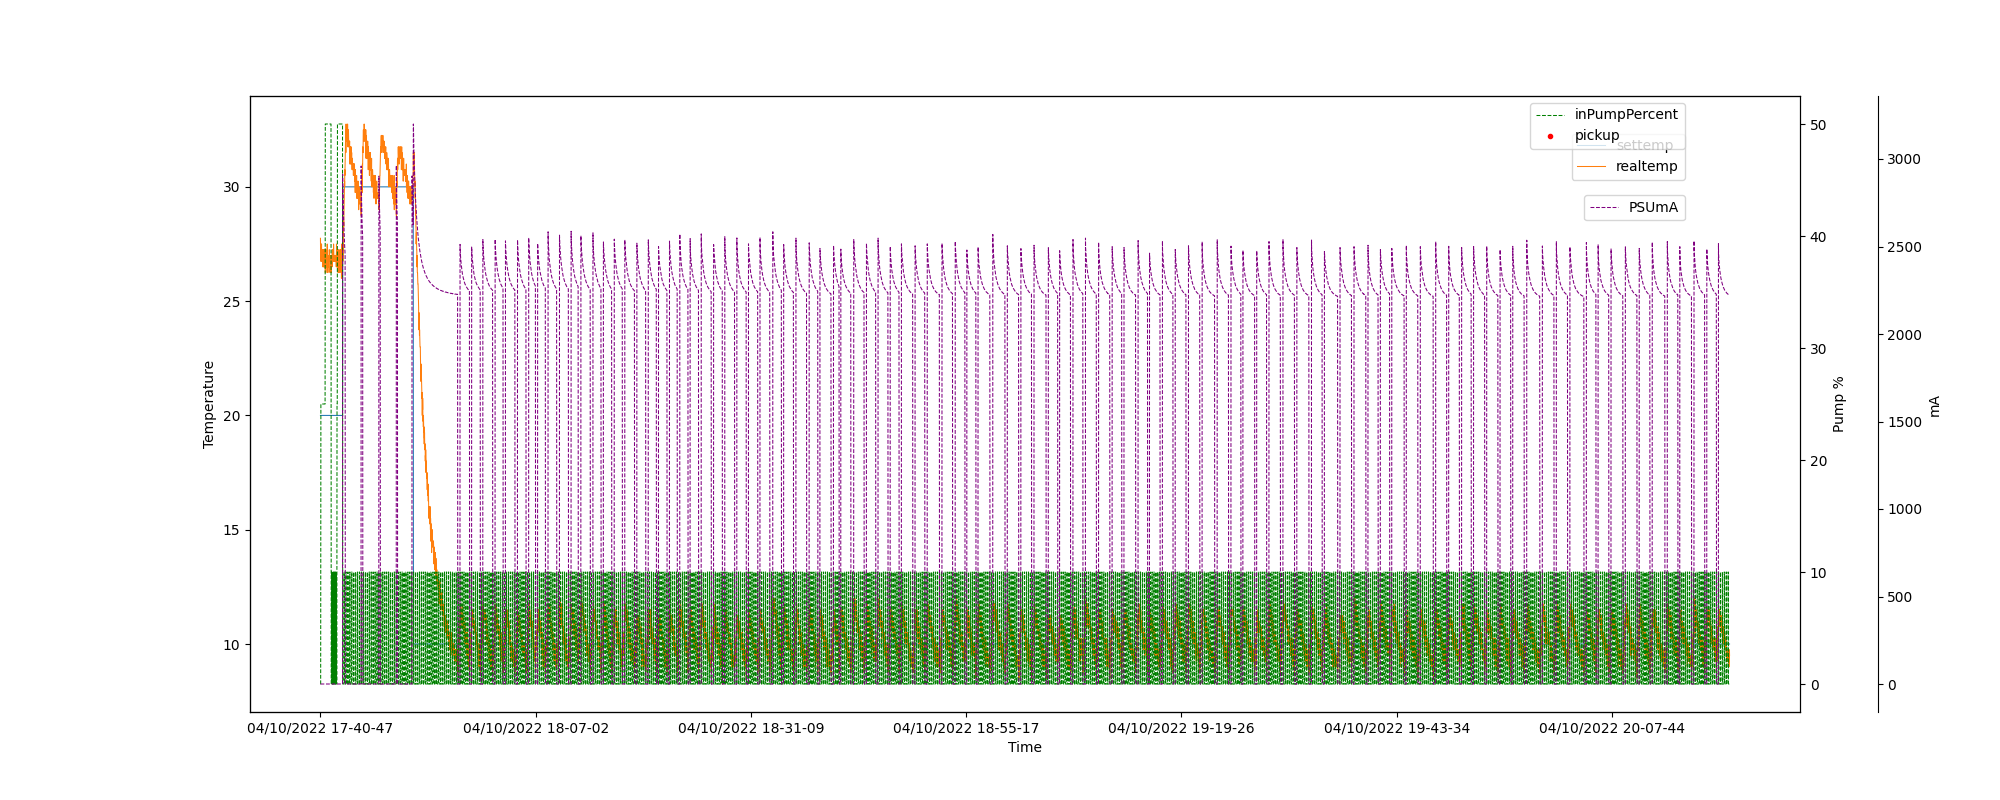 inPumpPercent
pickup
settemp
realtemp
PSUmA
Temperature
30
25
20
15
10
50
40
30
20
10
0
Pump %
3000
2500
2000
1500
1000
500
0
mA
04/10/2022 17-40-47
04/10/2022 18-07-02
04/10/2022 18-31-09
04/10/2022 18-55-17
04/10/2022 19-19-26
04/10/2022 19-43-34
04/10/2022 20-07-44
Time